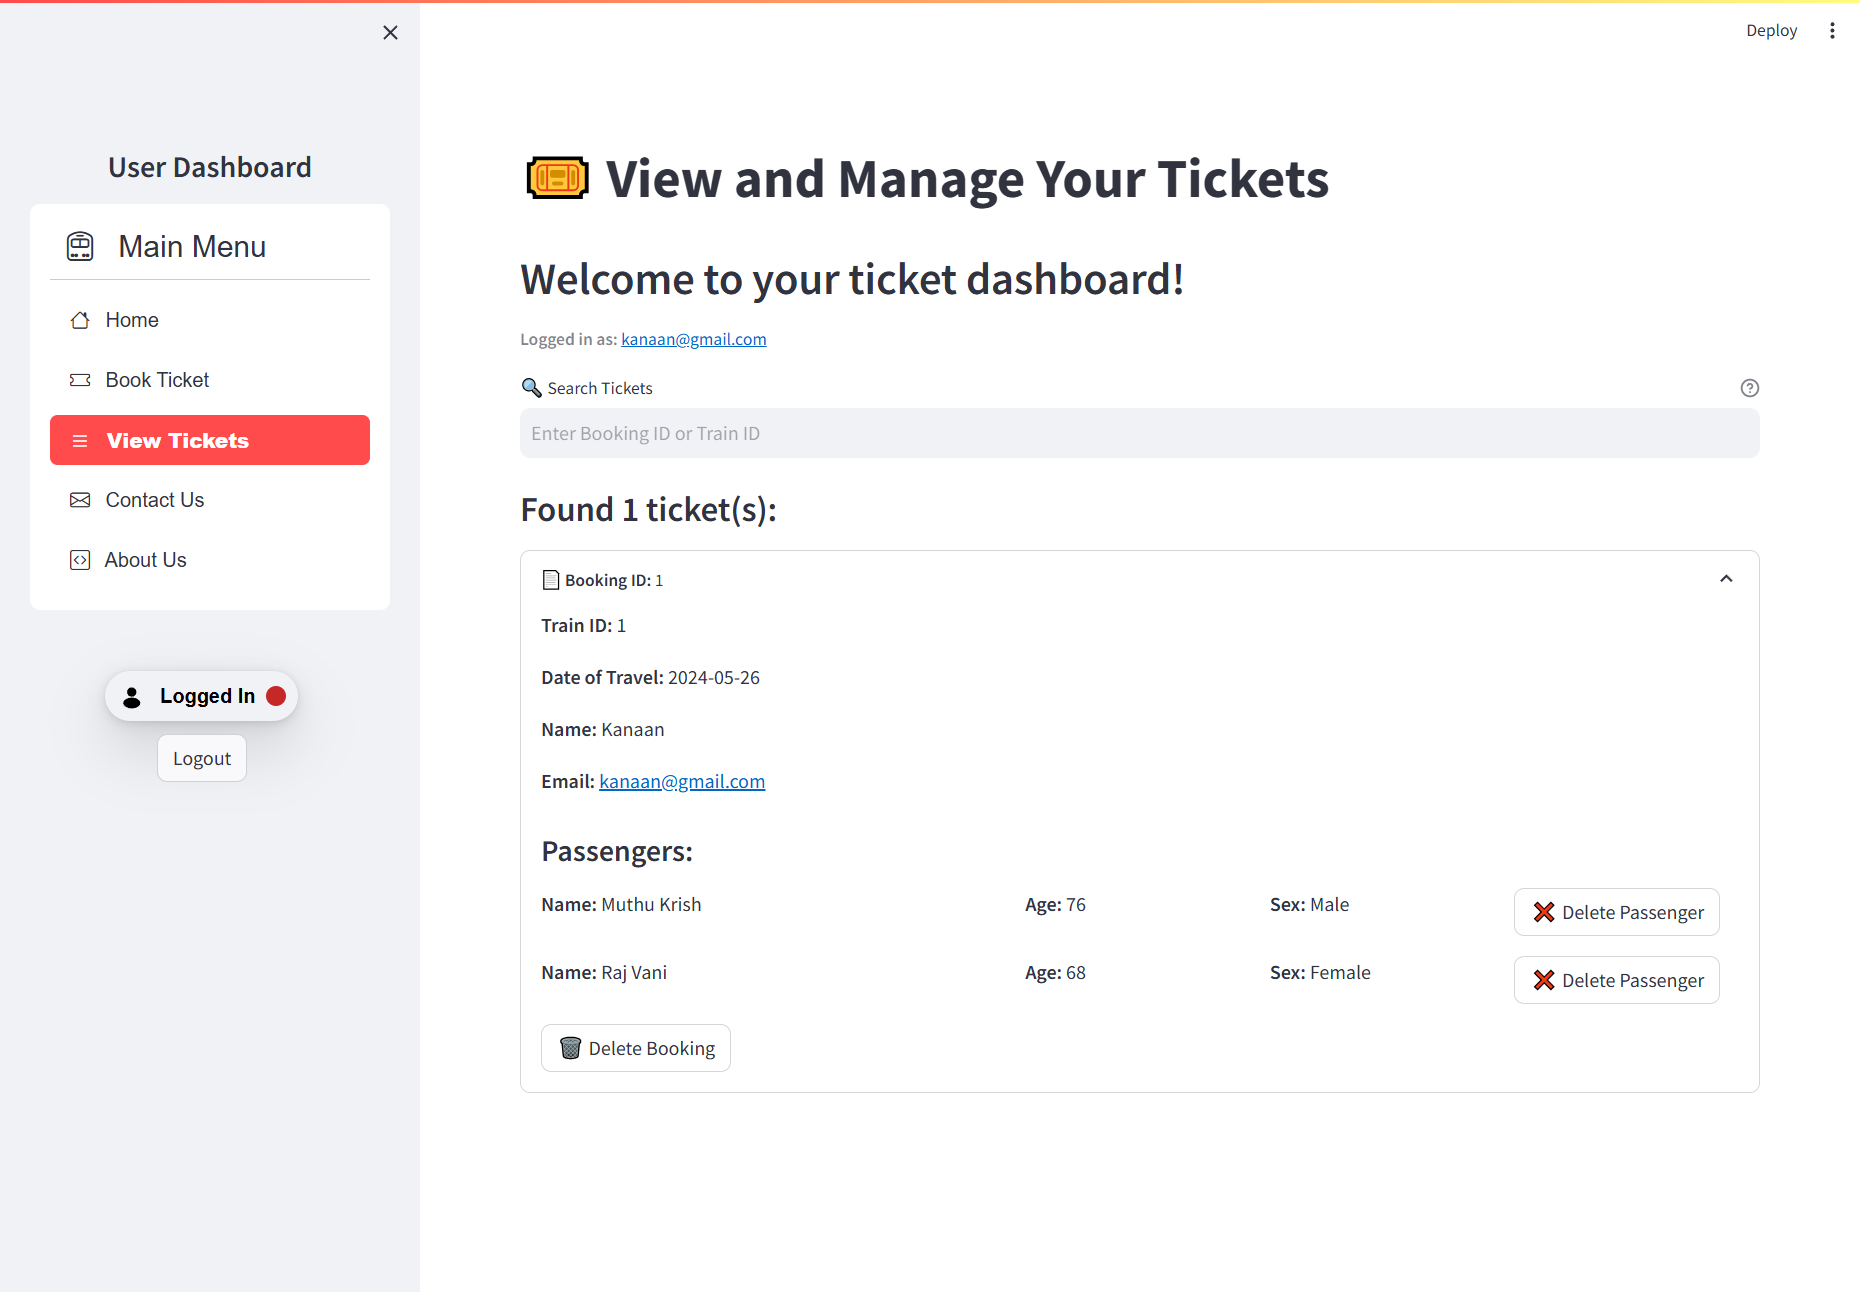 Deploy
User Dashboard
Main Menu
Home
Book Ticket
View Tickets
Contact Us
About Us
Logged In
Logout
View and Manage Your Tickets
Welcome to your ticket dashboard!
Logged in as: kanaan@gmail.com
Search Tickets
Enter Booking ID or Train ID
Found 1 ticket(s):
Booking ID: 1
Train ID: 1
Date of Travel: 2024-05-26
Name: Kanaan
Email: kanaan@gmail.com
Passengers:
Name: Muthu Krish Age: 76 Sex: Male Delete Passenger
Name: Raj Vani Age: 68 Sex: Female Delete Passenger
Delete Booking